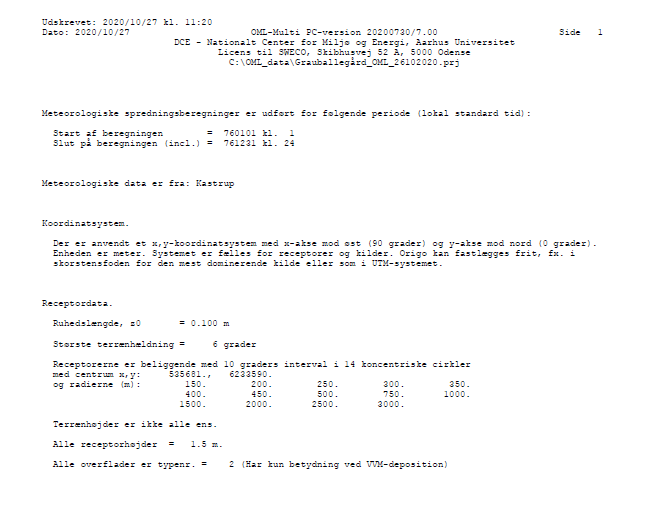 Udskrevet: 2020/10/27 kl. 11:20
Dato: 2020/10/27 OML-Multi PC-version 20200730/7.00 Side 1
DCE - Nationalt Center for Miljø og Energi, Aarhus Universitet
Licens til SWECO, Skibhusvej 52 A, 5000 Odense
C:\OML_data\Grauballegård_OML_26102020.prj
Meteorologiske spredningsberegninger er udført for følgende periode (lokal standard tid):
Start af beregningen = 760101 kl. 1
Slut på beregningen (incl.) = 761231 kl. 24
Meteorologiske data er fra: Kastrup
Koordinatsystem.
Der er anvendt et x,y-koordinatsystem med x-akse mod øst (90 grader) og y-akse mod nord (0 grader).
Enheden er meter. Systemet er fælles for receptorer og kilder. Origo kan fastlægges frit, fx. i
skorstensfoden for den mest dominerende kilde eller som i UTM-systemet.
Receptordata.
Ruhedslængde, z0 = 0.100 m
Største terrænhældning = 6 grader
Receptorerne er beliggende med 10 graders interval i 14 koncentriske cirkler
med centrum x,y: 535681., 6233590.
og radierne (m): 150. 200. 250. 300. 350.
400. 450. 500. 750. 1000.
1500. 2000. 2500. 3000.
Terrænhøjder er ikke alle ens.
Alle receptorhøjder = 1.5 m.
Alle overflader er typenr. = 2 (Har kun betydning ved VVM-deposition)